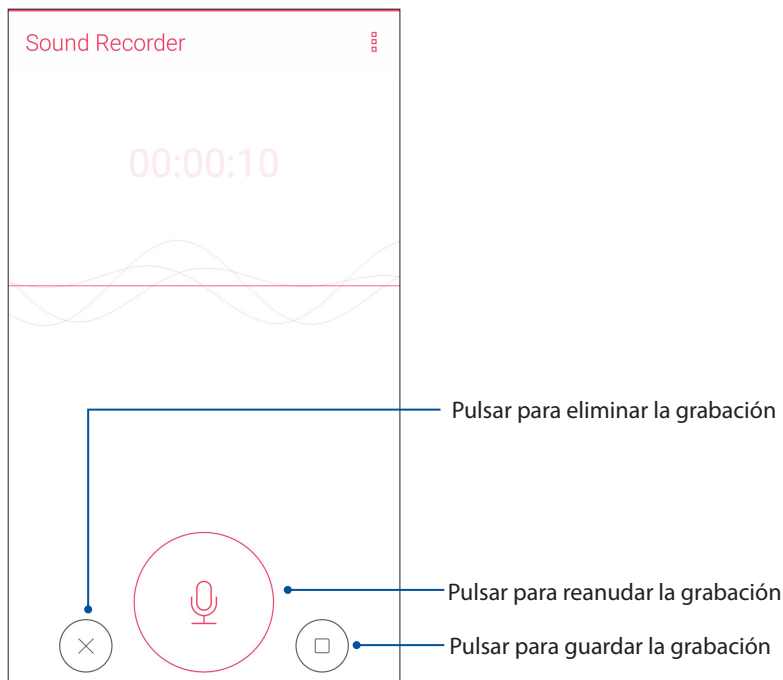 Sound Recorder
00:00:10
Pulsar para eliminar la grabación
Pulsar para reanudar la grabación
Pulsar para guardar la grabación